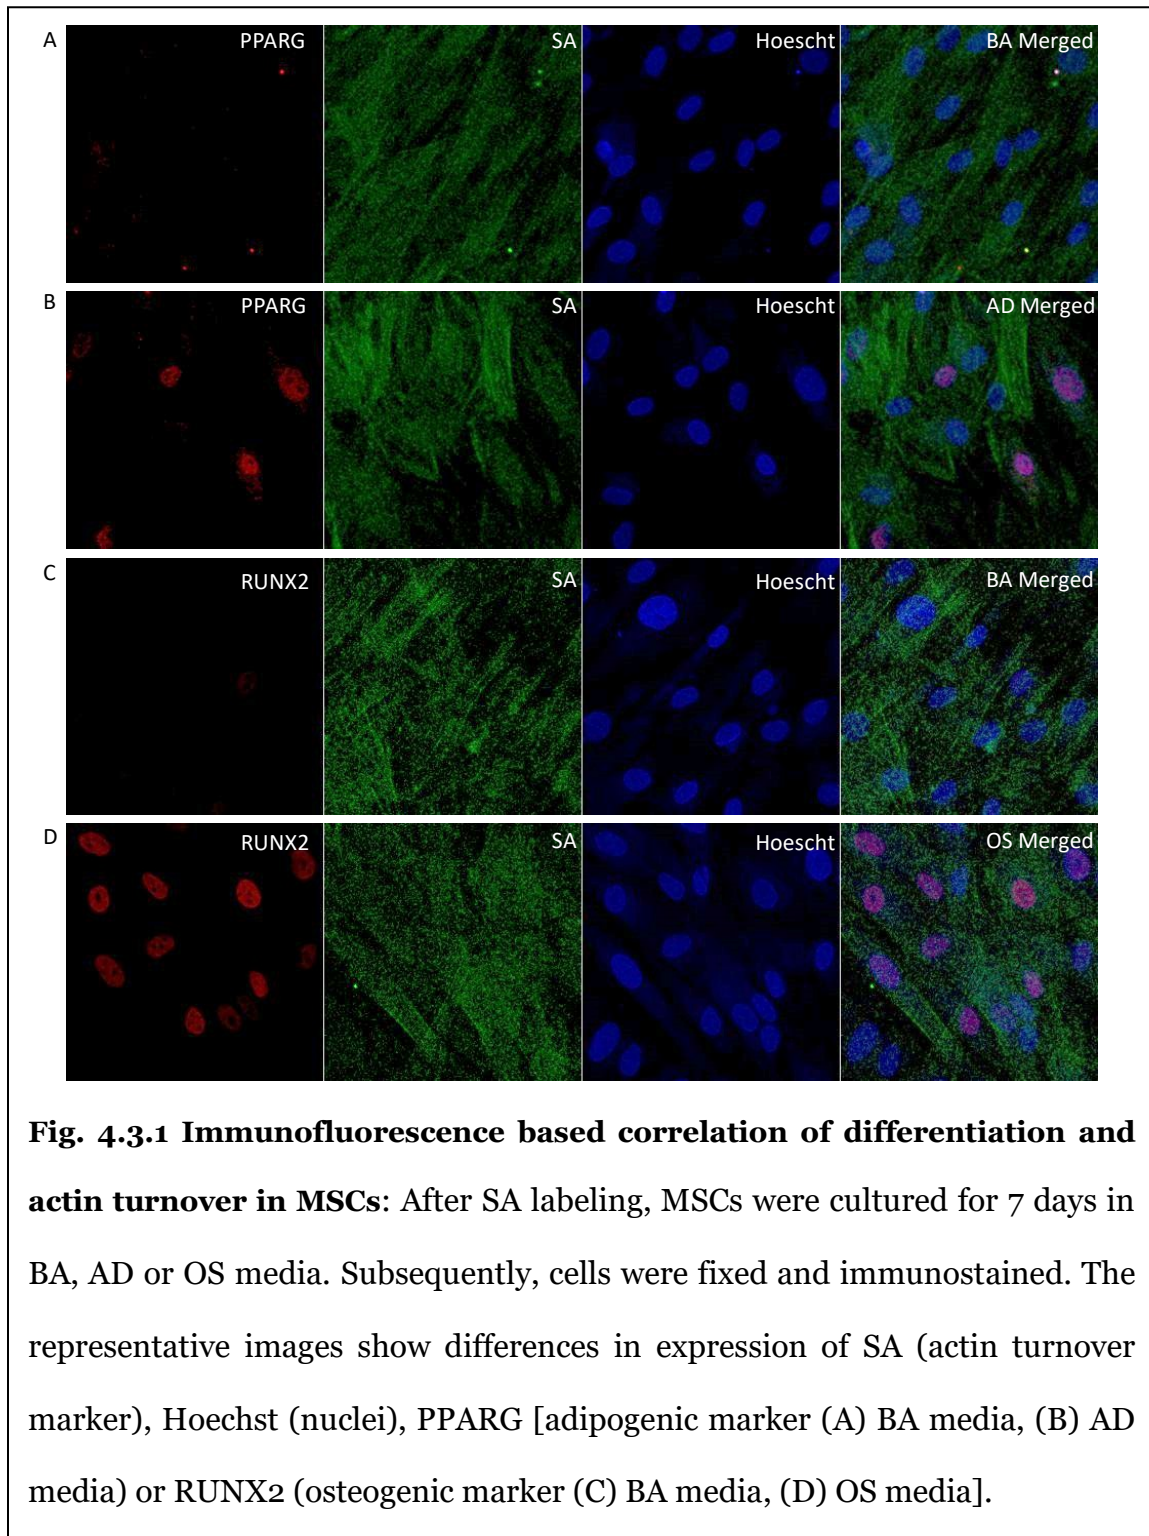 A PPARG SA Hoescht BA Merged
B PPARG SA Hoescht AD Merged
C RUNX2 SA Hoescht BA Merged
D RUNX2 SA Hoescht OS Merged
Fig. 4.3.1 Immunofluorescence based correlation of differentiation and
actin turnover in MSCs: After SA labeling, MSCs were cultured for 7 days in
BA, AD or OS media. Subsequently, cells were fixed and immunostained. The
representative images show differences in expression of SA (actin turnover
marker), Hoechst (nuclei), PPARG [adipogenic marker (A) BA media, (B) AD
media) or RUNX2 (osteogenic marker (C) BA media, (D) OS media].